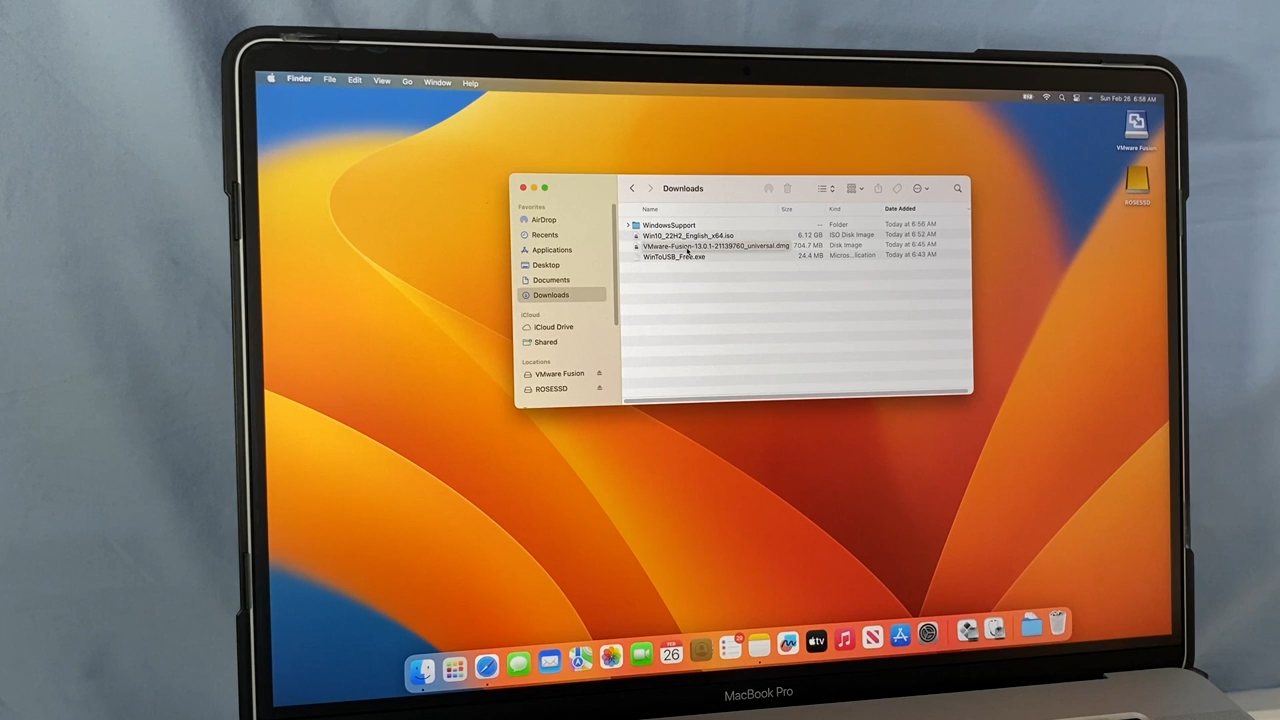 Finder File Edit View Go Window Help
Sun Feb 26 6:58 AM
VMware Fusion
ROSESSD
Downloads
Favorites
AirDrop
Recents
Applications
Desktop
Documents
Downloads
iCloud
iCloud Drive
Shared
Locations
VMware Fusion
ROSESSD
Name Size Kind Date Added
WindowsSupport -- Folder Today at 6:56 AM
Win10_22H2_English_x64.iso 6.12 GB ISO Disk Image Today at 6:52 AM
VMware-Fusion-13.0.1-21139760_universal.dmg 704.7 MB Disk Image Today at 6:45 AM
WinToUSB_Free.exe 24.4 MB Micros...lication Today at 6:43 AM
FEB
26
tv
MacBook Pro